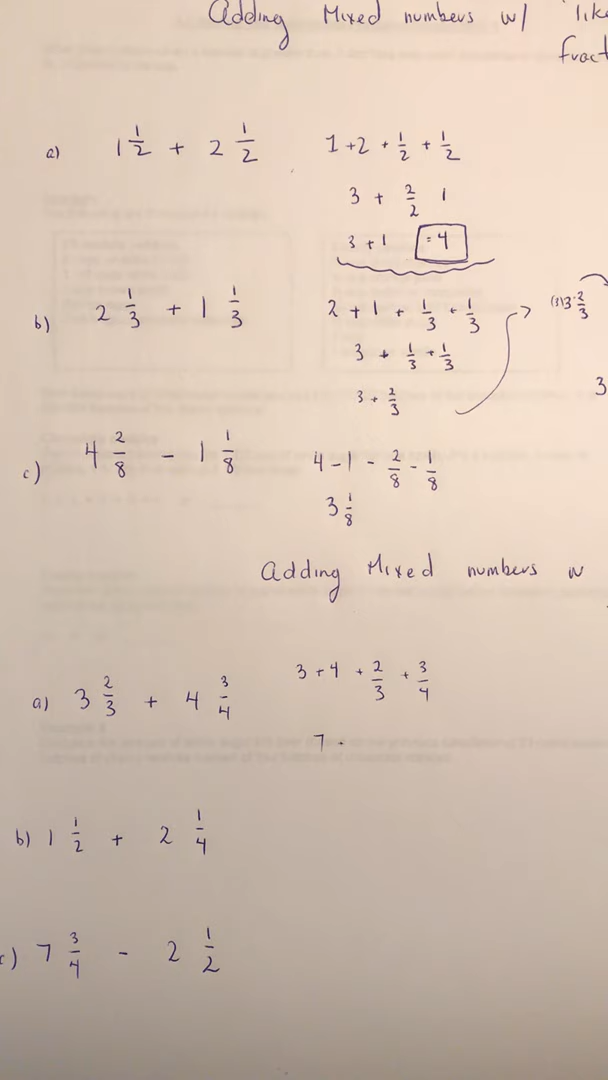 Adding Mixed numbers w/ like
fract
a) 1 1/2 + 2 1/2
1 + 2 + 1/2 + 1/2
3 + 2/2 1
3 + 1 = 4
b) 2 1/3 + 1 1/3
2 + 1 + 1/3 + 1/3
3 + 1/3 + 1/3
3 + 2/3
3
c) 4 2/8 - 1 1/8
4 - 1 - 2/8 - 1/8
3 1/8
Adding Mixed numbers w
a) 3 2/3 + 4 3/4
3 + 4 + 2/3 + 3/4
7 .
b) 1 1/2 + 2 1/4
c) 7 3/4 - 2 1/2